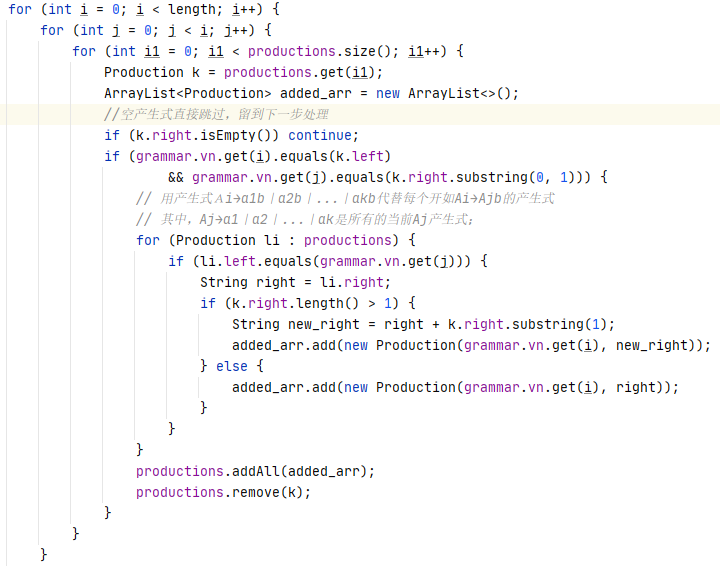 for (int i = 0; i < length; i++) {
    for (int j = 0; j < i; j++) {
        for (int i1 = 0; i1 < productions.size(); i1++) {
            Production k = productions.get(i1);
            ArrayList<Production> added_arr = new ArrayList<>();
            //空产生式直接跳过，留到下一步处理
            if (k.right.isEmpty()) continue;
            if (grammar.vn.get(i).equals(k.left)
                    && grammar.vn.get(j).equals(k.right.substring(0, 1))) {
                // 用产生式Ai→a1b｜a2b｜...｜akb代替每个开如Ai→Ajb的产生式
                // 其中，Aj→a1｜a2｜...｜ak是所有的当前Aj产生式;
                for (Production li : productions) {
                    if (li.left.equals(grammar.vn.get(j))) {
                        String right = li.right;
                        if (k.right.length() > 1) {
                            String new_right = right + k.right.substring(1);
                            added_arr.add(new Production(grammar.vn.get(i), new_right));
                        } else {
                            added_arr.add(new Production(grammar.vn.get(i), right));
                        }
                    }
                }
                productions.addAll(added_arr);
                productions.remove(k);
            }
        }
    }